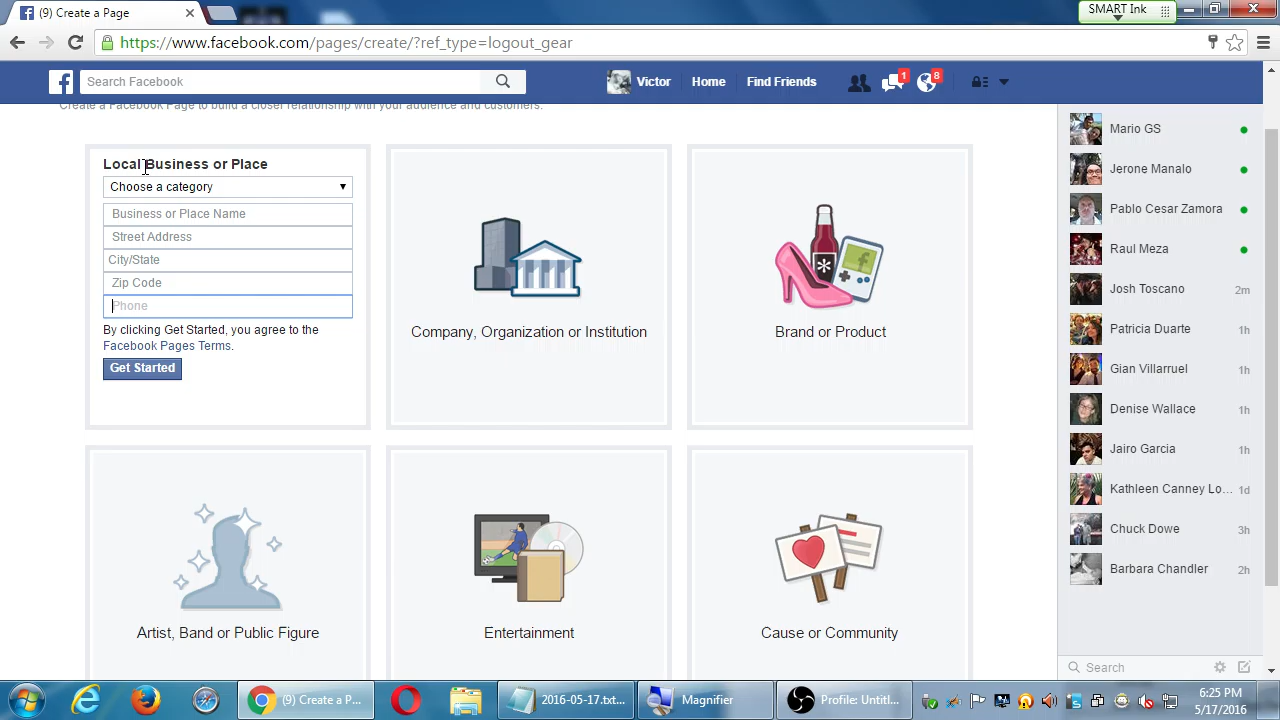 (9) Create a Page
SMART Ink
https://www.facebook.com/pages/create/?ref_type=logout_gear
Search Facebook
Victor
Home
Find Friends
1
8
Create a Facebook Page to build a closer relationship with your audience and customers.
Local Business or Place
Choose a category
Business or Place Name
Street Address
City/State
Zip Code
Phone
By clicking Get Started, you agree to the
Facebook Pages Terms.
Get Started
Company, Organization or Institution
Brand or Product
Artist, Band or Public Figure
Entertainment
Cause or Community
Mario GS
Jerone Manalo
Pablo Cesar Zamora
Raul Meza
Josh Toscano 2m
Patricia Duarte 1h
Gian Villarruel 1h
Denise Wallace 1h
Jairo Garcia 1h
Kathleen Canney Lo... 1d
Chuck Dowe 3h
Barbara Chandler 2h
Search
(9) Create a P...
2016-05-17.txt...
Magnifier
Profile: Untitl...
6:25 PM
5/17/2016